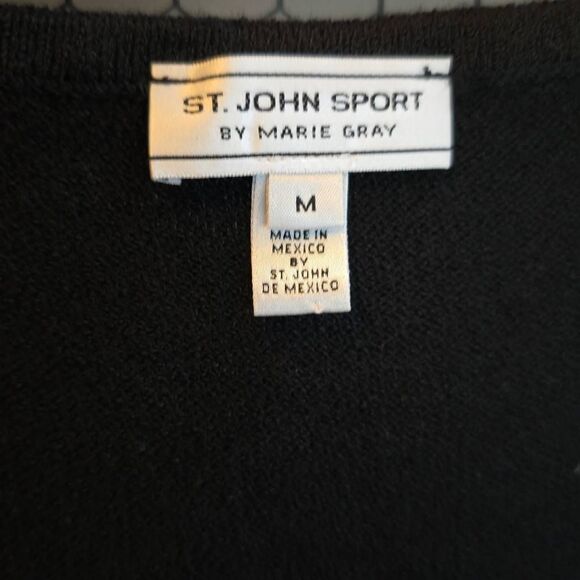 ST. JOHN SPORT
BY MARIE GRAY
M
MADE IN
MEXICO
BY
ST. JOHN
DE MEXICO